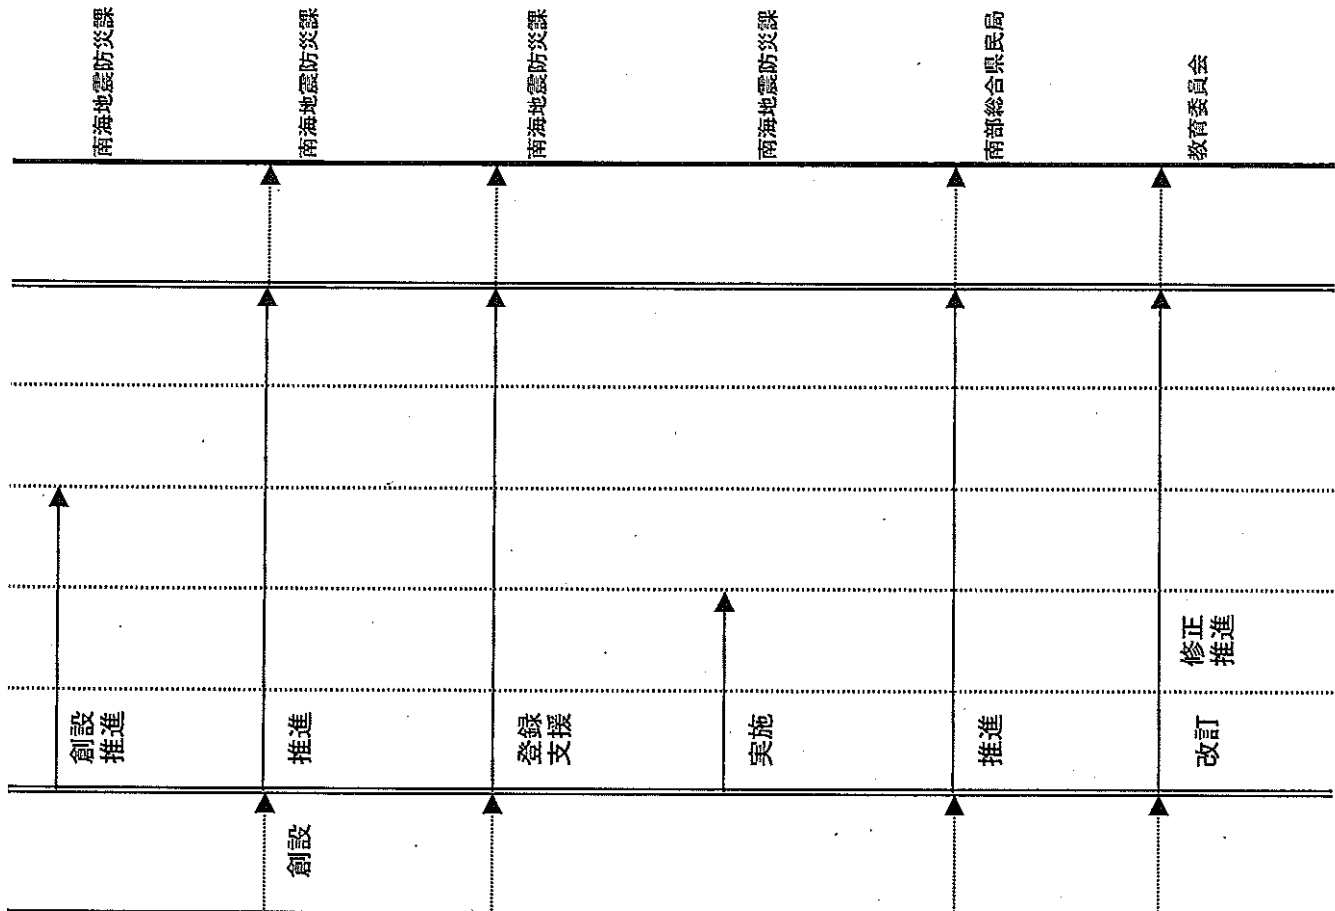 創設
推進
南海地震防災課
創設
推進
南海地震防災課
登録
支援
南海地震防災課
実施
南海地震防災課
推進
南部総合県民局
改訂
修正
推進
教育委員会